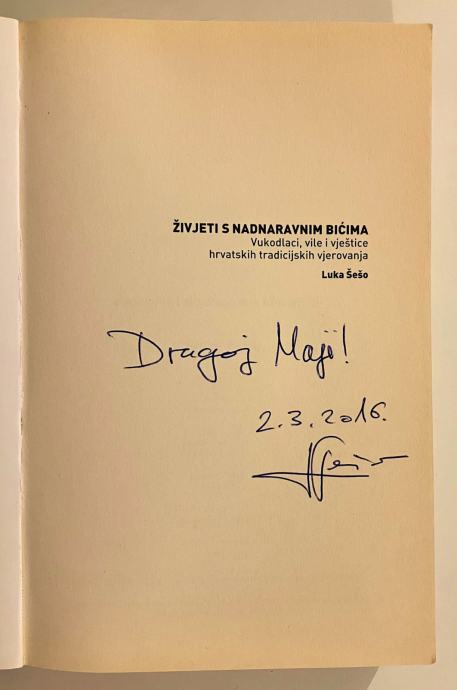 ŽIVJETI S NADNARAVNIM BIĆIMA
Vukodlaci, vile i vještice
hrvatskih tradicijskih vjerovanja
Luka Šešo
Dragoj Maji!
2.3.2016.